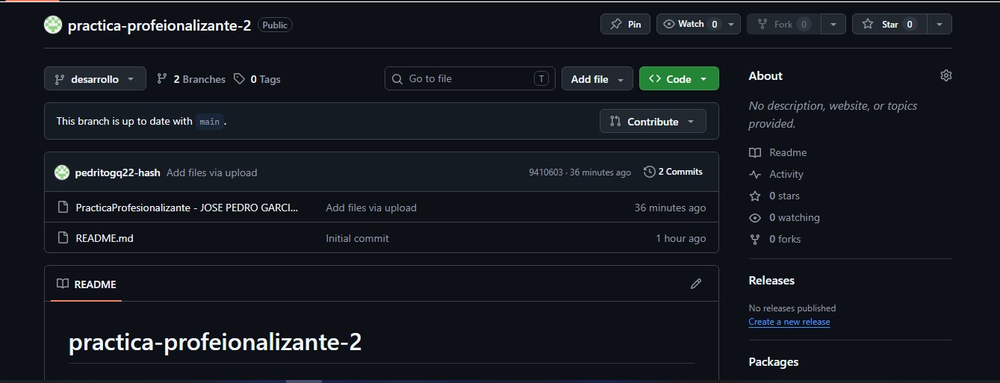 practica-profeionalizante-2 Public Pin Watch 0 Fork 0 Star 0
desarrollo 2 Branches 0 Tags Go to file T Add file Code
This branch is up to date with main .
Contribute
pedritogq22-hash Add files via upload 9410603 · 36 minutes ago 2 Commits
PracticaProfesionalizante - JOSE PEDRO GARCI... Add files via upload 36 minutes ago
README.md Initial commit 1 hour ago
README
practica-profeionalizante-2
About
No description, website, or topics
provided.
Readme
Activity
0 stars
0 watching
0 forks
Releases
No releases published
Create a new release
Packages